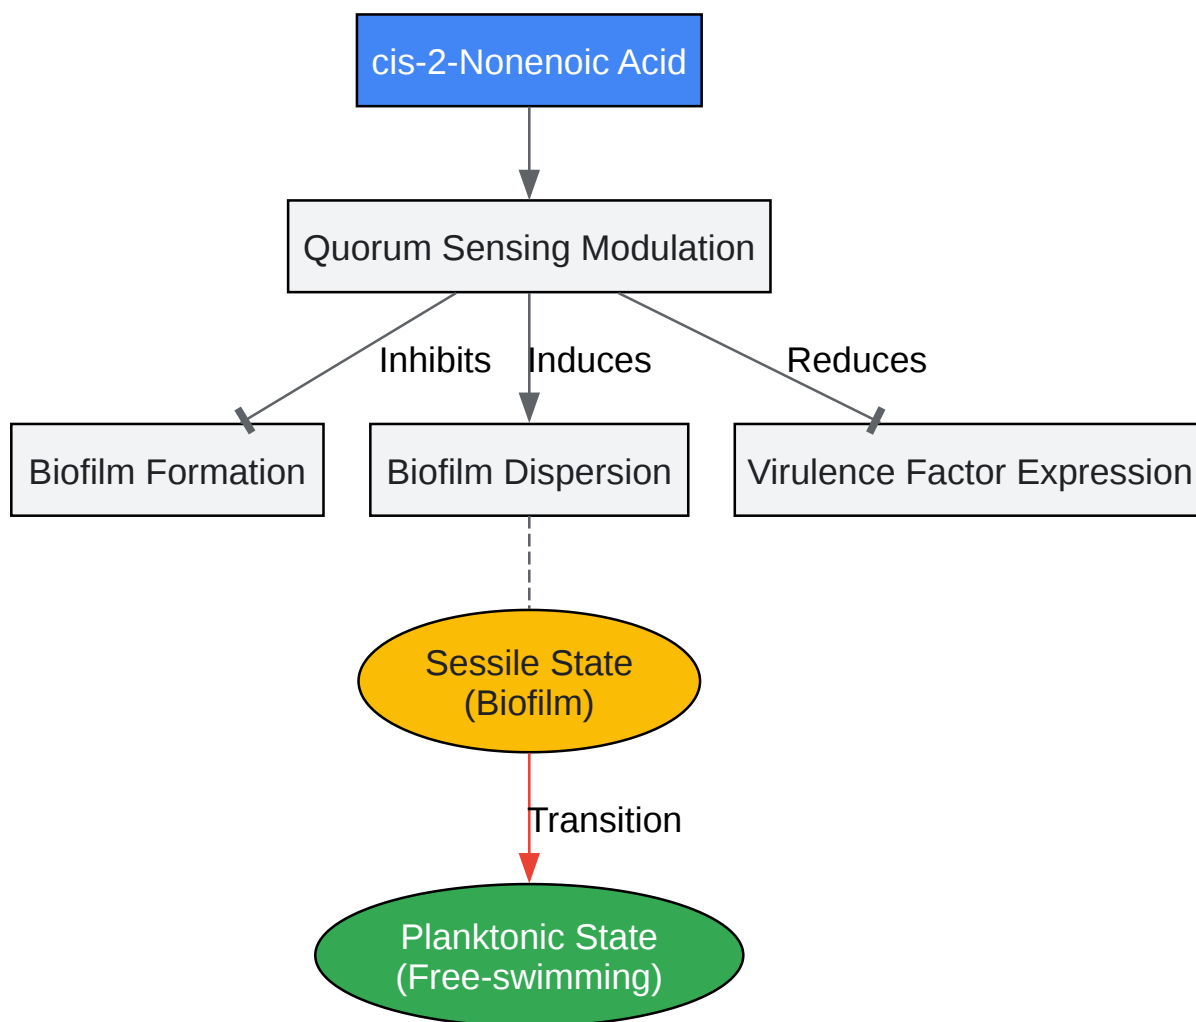 cis-2-Nonenoic Acid
Quorum Sensing Modulation
Inhibits
Induces
Reduces
Biofilm Formation
Biofilm Dispersion
Virulence Factor Expression
Sessile State
(Biofilm)
Transition
Planktonic State
(Free-swimming)